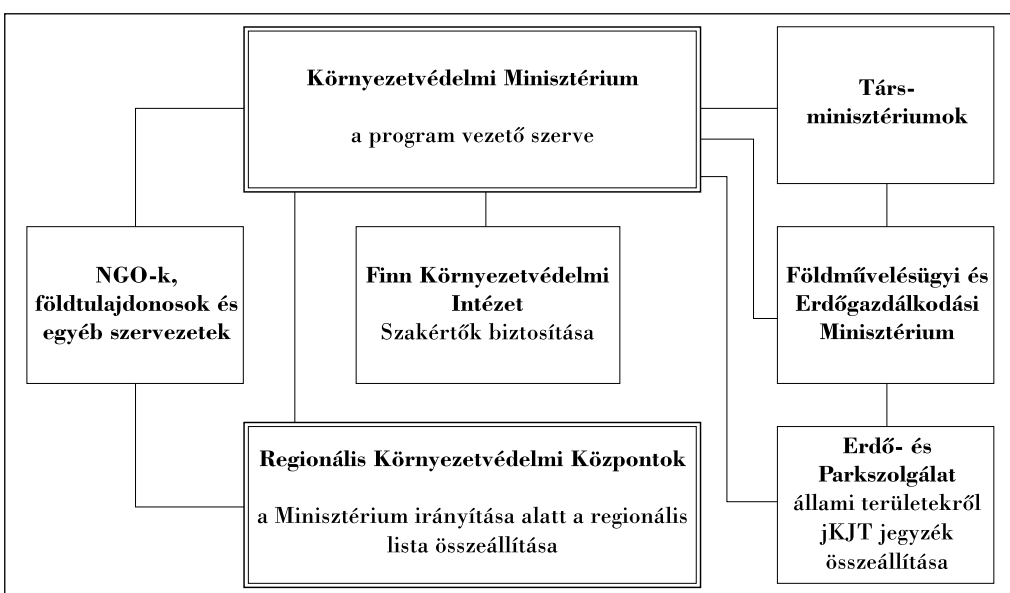 Környezetvédelmi Minisztérium
a program vezető szerve
Társ-
minisztériumok
NGO-k,
földtulajdonosok és
egyéb szervezetek
Finn Környezetvédelmi
Intézet
Szakértők biztosítása
Földművelésügyi és
Erdőgazdálkodási
Minisztérium
Regionális Környezetvédelmi Központok
a Minisztérium irányítása alatt a regionális
lista összeállítása
Erdő- és
Parkszolgálat
állami területekről
jKJT jegyzék
összeállítása